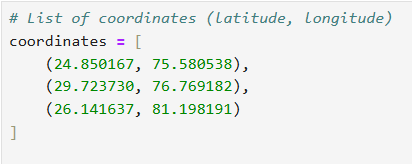 # List of coordinates (latitude, longitude)
coordinates = [
    (24.850167, 75.580538),
    (29.723730, 76.769182),
    (26.141637, 81.198191)
]